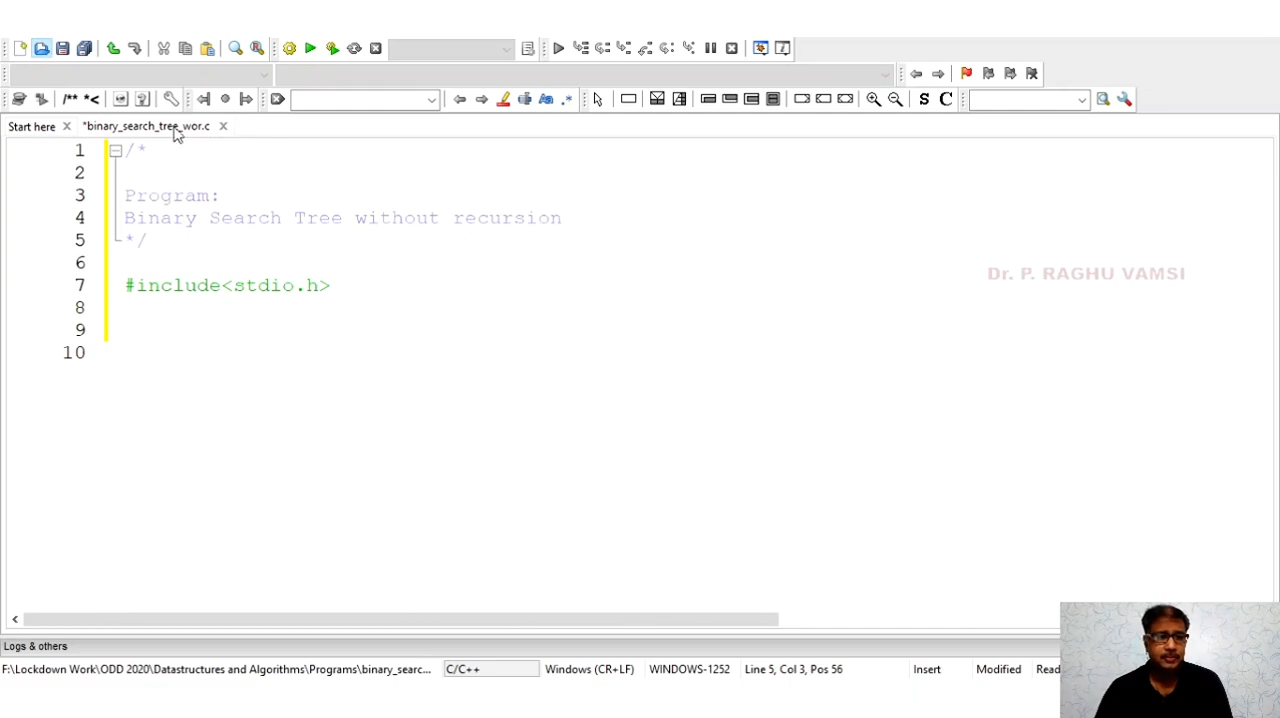 Start here
*binary_search_tree_wor.c
1 /*
2
3 Program:
4 Binary Search Tree without recursion
5 */
6
7 #include<stdio.h>
8
9
10
Dr. P. RAGHU VAMSI
Logs & others
F:\Lockdown Work\ODD 2020\Datastructures and Algorithms\Programs\binary_searc... C/C++ Windows (CR+LF) WINDOWS-1252 Line 5, Col 3, Pos 56 Insert Modified Read